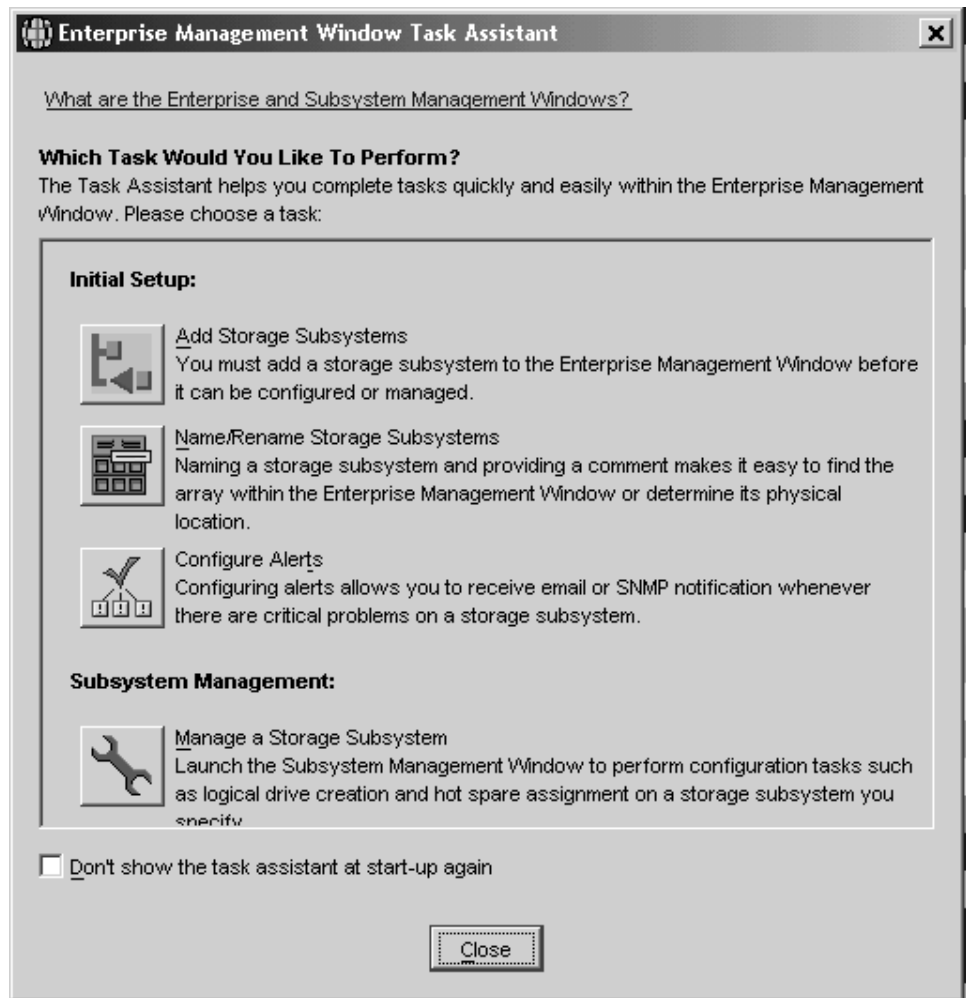 Enterprise Management Window Task Assistant
What are the Enterprise and Subsystem Management Windows?
Which Task Would You Like To Perform?
The Task Assistant helps you complete tasks quickly and easily within the Enterprise Management
Window. Please choose a task:
Initial Setup:
Add Storage Subsystems
You must add a storage subsystem to the Enterprise Management Window before
it can be configured or managed.
Name/Rename Storage Subsystems
Naming a storage subsystem and providing a comment makes it easy to find the
array within the Enterprise Management Window or determine its physical
location.
Configure Alerts
Configuring alerts allows you to receive email or SNMP notification whenever
there are critical problems on a storage subsystem.
Subsystem Management:
Manage a Storage Subsystem
Launch the Subsystem Management Window to perform configuration tasks such
as logical drive creation and hot spare assignment on a storage subsystem you
specify.
Don't show the task assistant at start-up again
Close